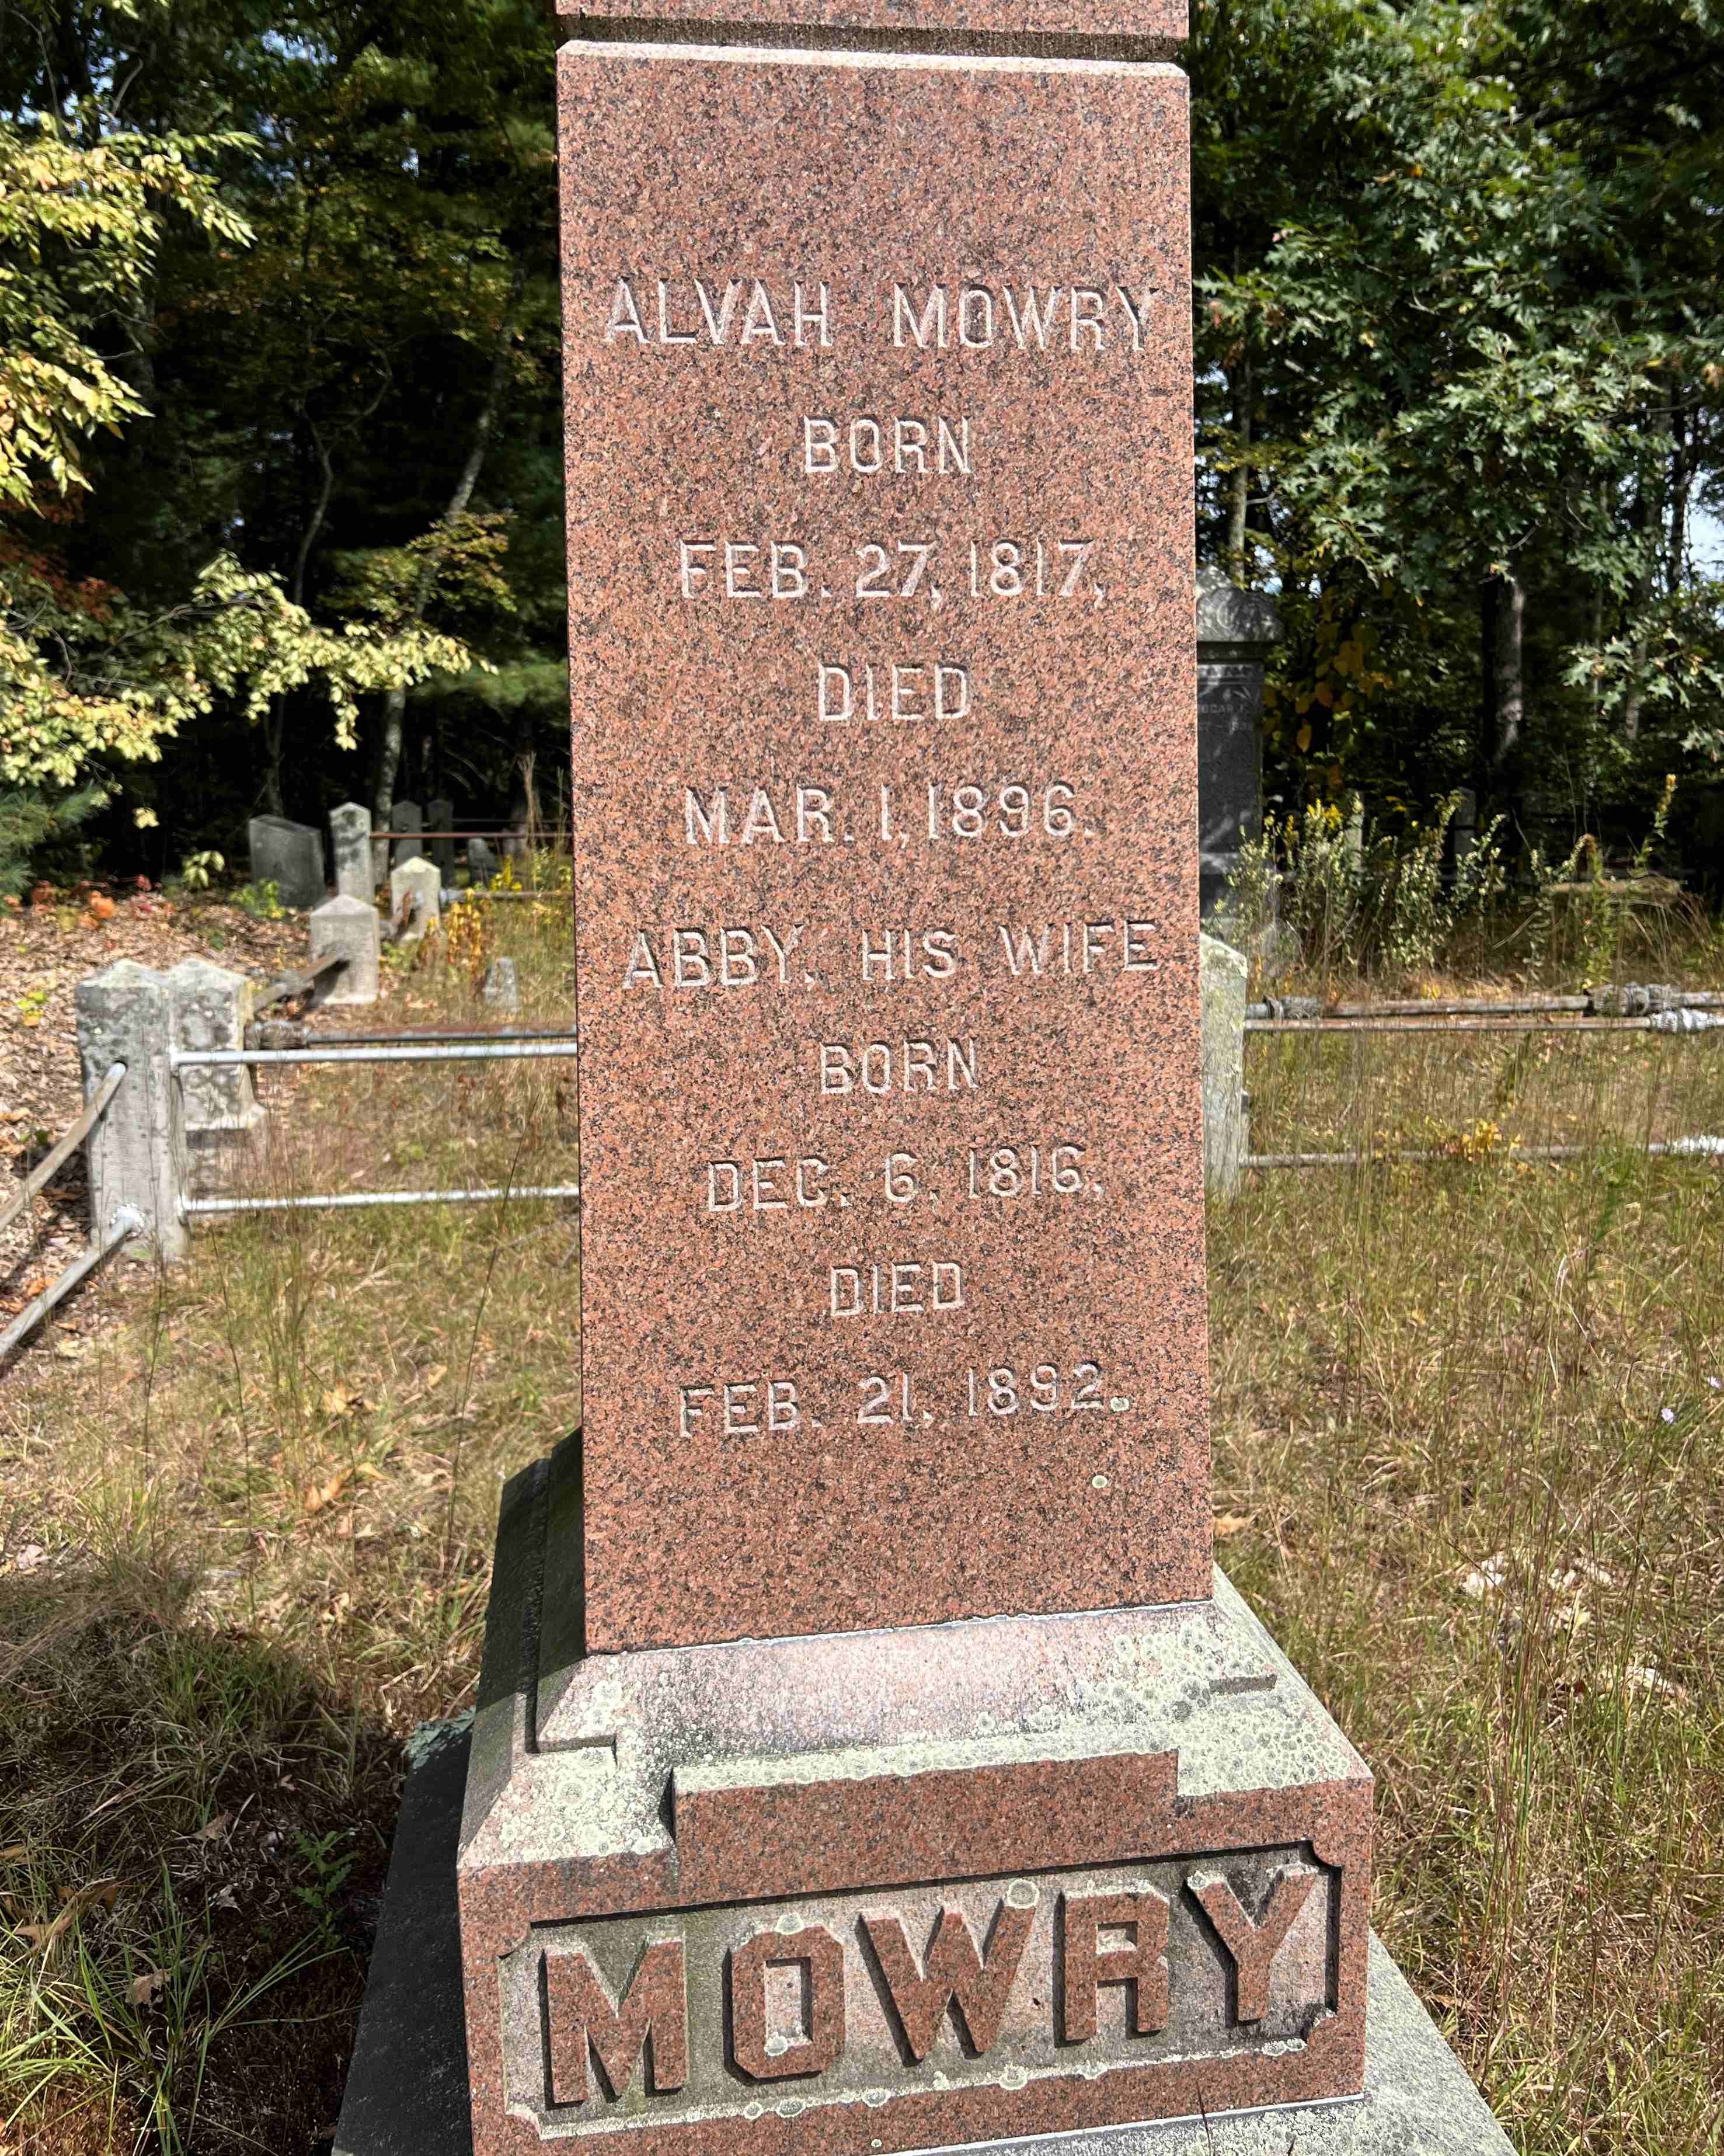 ALVAH MOWRY
BORN
FEB. 27, 1817,
DIED
MAR. 1, 1896.
ABBY, HIS WIFE
BORN
DEC. 6, 1816,
DIED
FEB. 21, 1892.
MOWRY